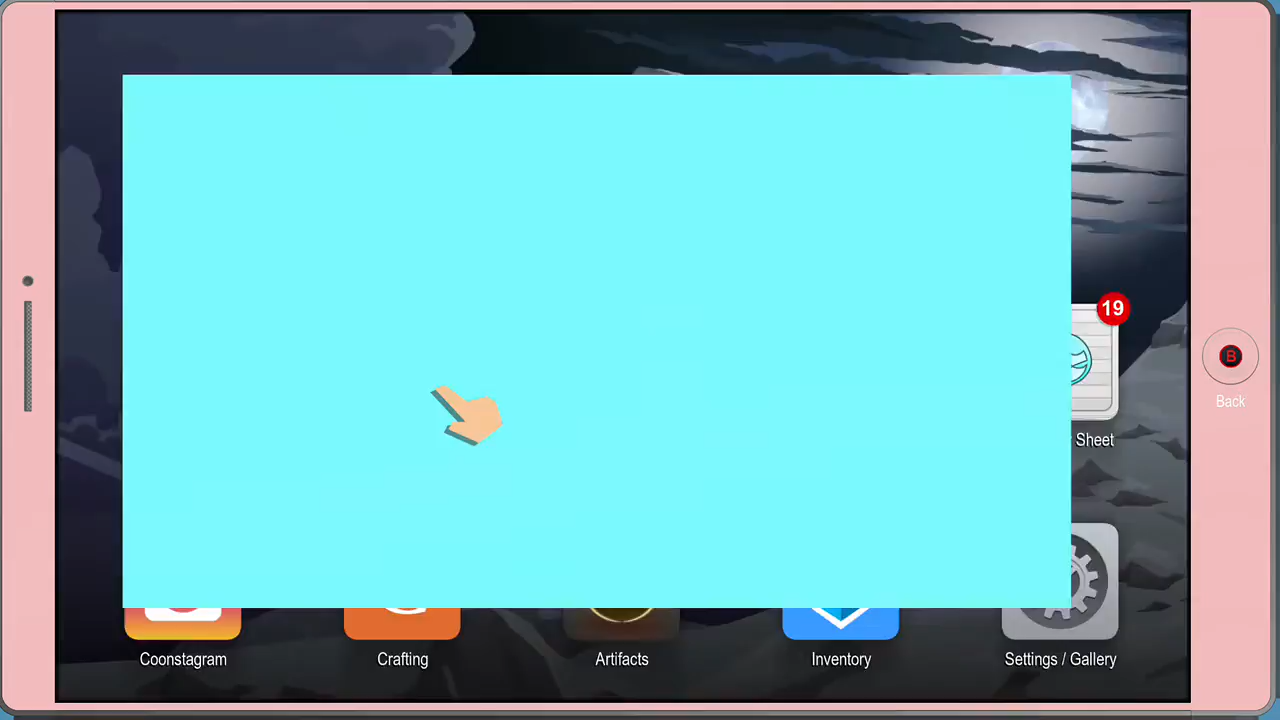 19
B
Back
Sheet
Coonstagram
Crafting
Artifacts
Inventory
Settings / Gallery